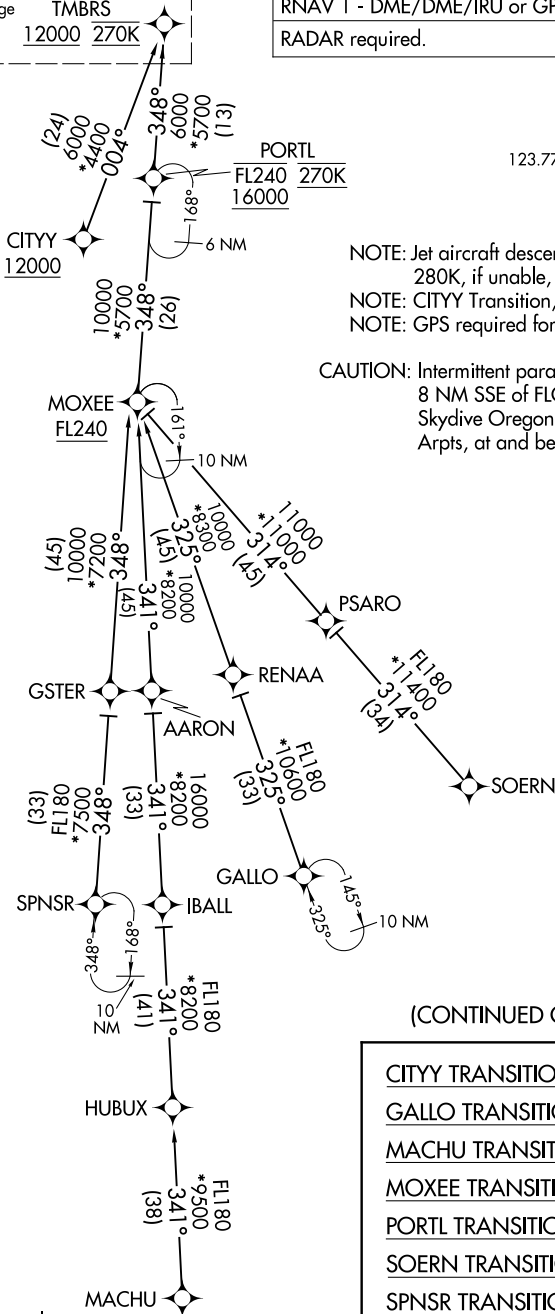 ge
TMBRS
12000 270K
RNAV 1 - DME/DME/IRU or GP
RADAR required.
348°
6000
*5700
(13)
(24)
6000
*4400
004°
PORTL
FL240 270K
16000
168°
6 NM
123.77
CITYY
12000
NOTE: Jet aircraft descen
280K, if unable,
NOTE: CITYY Transition,
NOTE: GPS required for
10000
*5700
348°
(26)
CAUTION: Intermittent para
8 NM SSE of FLO
Skydive Oregon
Arpts, at and be
MOXEE
FL240
161°
10 NM
(45)
10000
*7200
348°
10000
*8200
341°
(45)
10000
*8300
325°
(45)
11000
*11000
314°
(45)
PSARO
GSTER
AARON
RENAA
FL180
*11400
314°
(34)
SOERN
(33)
FL180
*7500
348°
16000
*8200
341°
(33)
FL180
*10600
325°
(33)
GALLO
145°
325°
10 NM
SPNSR
168°
348°
10
NM
IBALL
FL180
*8200
341°
(41)
(CONTINUED O
CITYY TRANSITIO
GALLO TRANSITIO
MACHU TRANSIT
MOXEE TRANSITI
PORTL TRANSITIO
SOERN TRANSITIO
SPNSR TRANSITIO
HUBUX
FL180
*9500
341°
(38)
MACHU